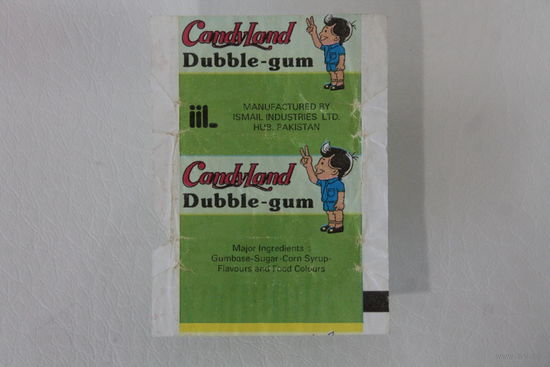 CandyLand
Dubble-gum
iil.
MANUFACTURED BY
ISMAIL INDUSTRIES LTD.
HUB, PAKISTAN
CandyLand
Dubble-gum
Major Ingredients :
Gumbase-Sugar-Corn Syrup-
Flavours and Food Colours